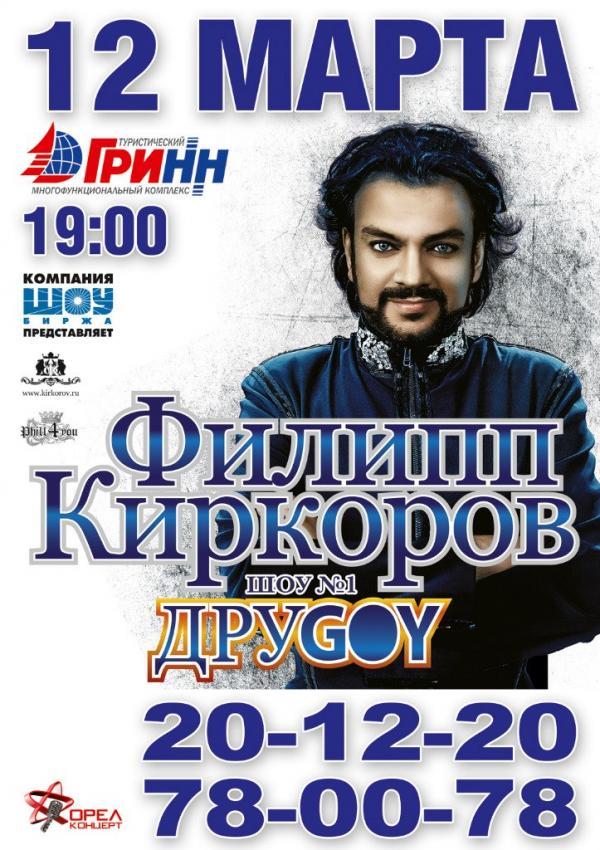 12 МАРТА
ТУРИСТИЧЕСКИЙ
ГРИНН
МНОГОФУНКЦИОНАЛЬНЫЙ КОМПЛЕКС
19:00
КОМПАНИЯ
ШОУ
БИРЖА
ПРЕДСТАВЛЯЕТ
www.kirkorov.ru
Phill4you
Филипп
Киркоров
ШОУ №1
ДРУGOY
20-12-20
78-00-78
ОРЕЛ
КОНЦЕРТ